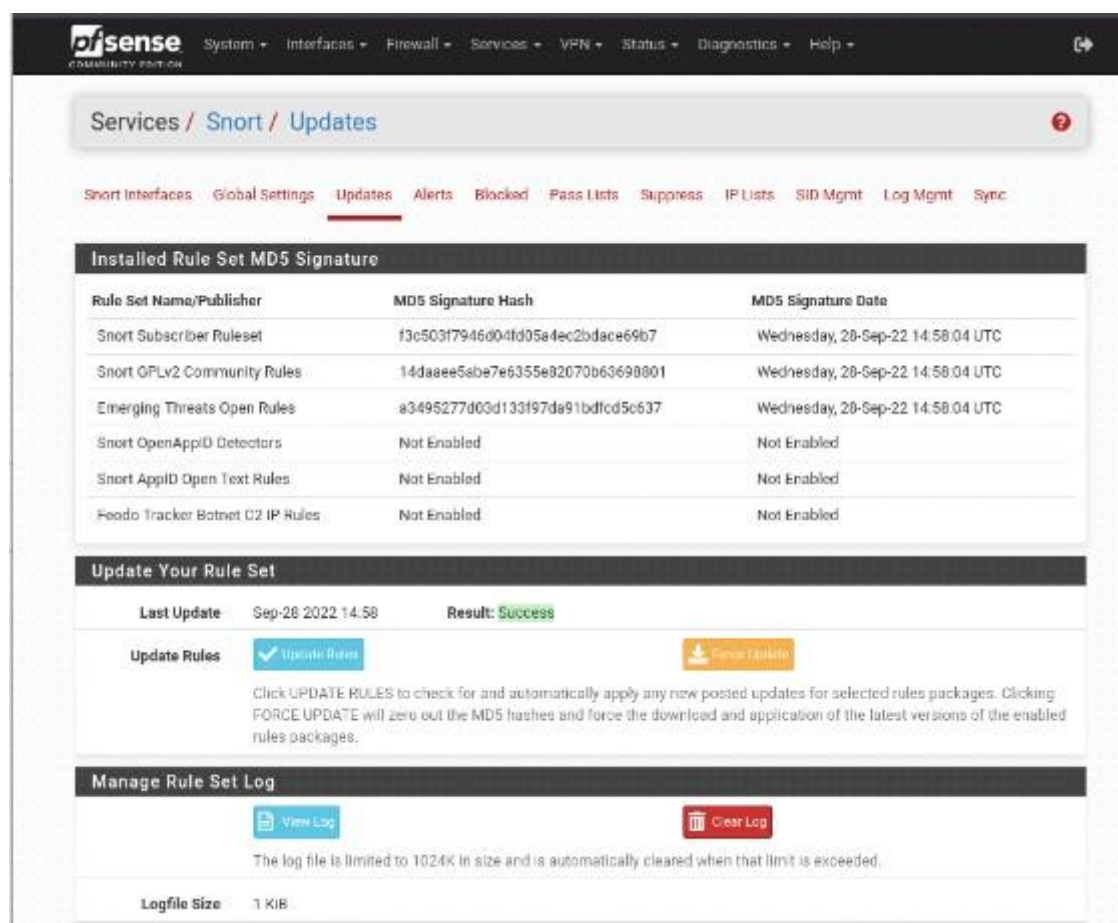 pfsense System Interfaces Firewall Services VPN Status Diagnostics Help
COMMUNITY EDITION
Services / Snort / Updates
Snort Interfaces Global Settings Updates Alerts Blocked Pass Lists Suppress IP Lists SID Mgmt Log Mgmt Sync
Installed Rule Set MD5 Signature
Rule Set Name/Publisher MD5 Signature Hash MD5 Signature Date
Snort Subscriber Ruleset f3c503f7946d04fd05a4ec2bdace69b7 Wednesday, 28-Sep-22 14:58:04 UTC
Snort GPLv2 Community Rules 14daaee5abe7e6355e82070b63698801 Wednesday, 28-Sep-22 14:58:04 UTC
Emerging Threats Open Rules a3495277d03d133f97da91bdfcd5c637 Wednesday, 28-Sep-22 14:58:04 UTC
Snort OpenAppID Detectors Not Enabled Not Enabled
Snort AppID Open Text Rules Not Enabled Not Enabled
Feodo Tracker Botnet C2 IP Rules Not Enabled Not Enabled
Update Your Rule Set
Last Update Sep-28 2022 14:58 Result: Success
Update Rules Update Rules Force Update
Click UPDATE RULES to check for and automatically apply any new posted updates for selected rules packages. Clicking
FORCE UPDATE will zero out the MD5 hashes and force the download and application of the latest versions of the enabled
rules packages.
Manage Rule Set Log
View Log Clear Log
The log file is limited to 1024K in size and is automatically cleared when that limit is exceeded.
Logfile Size 1 KiB